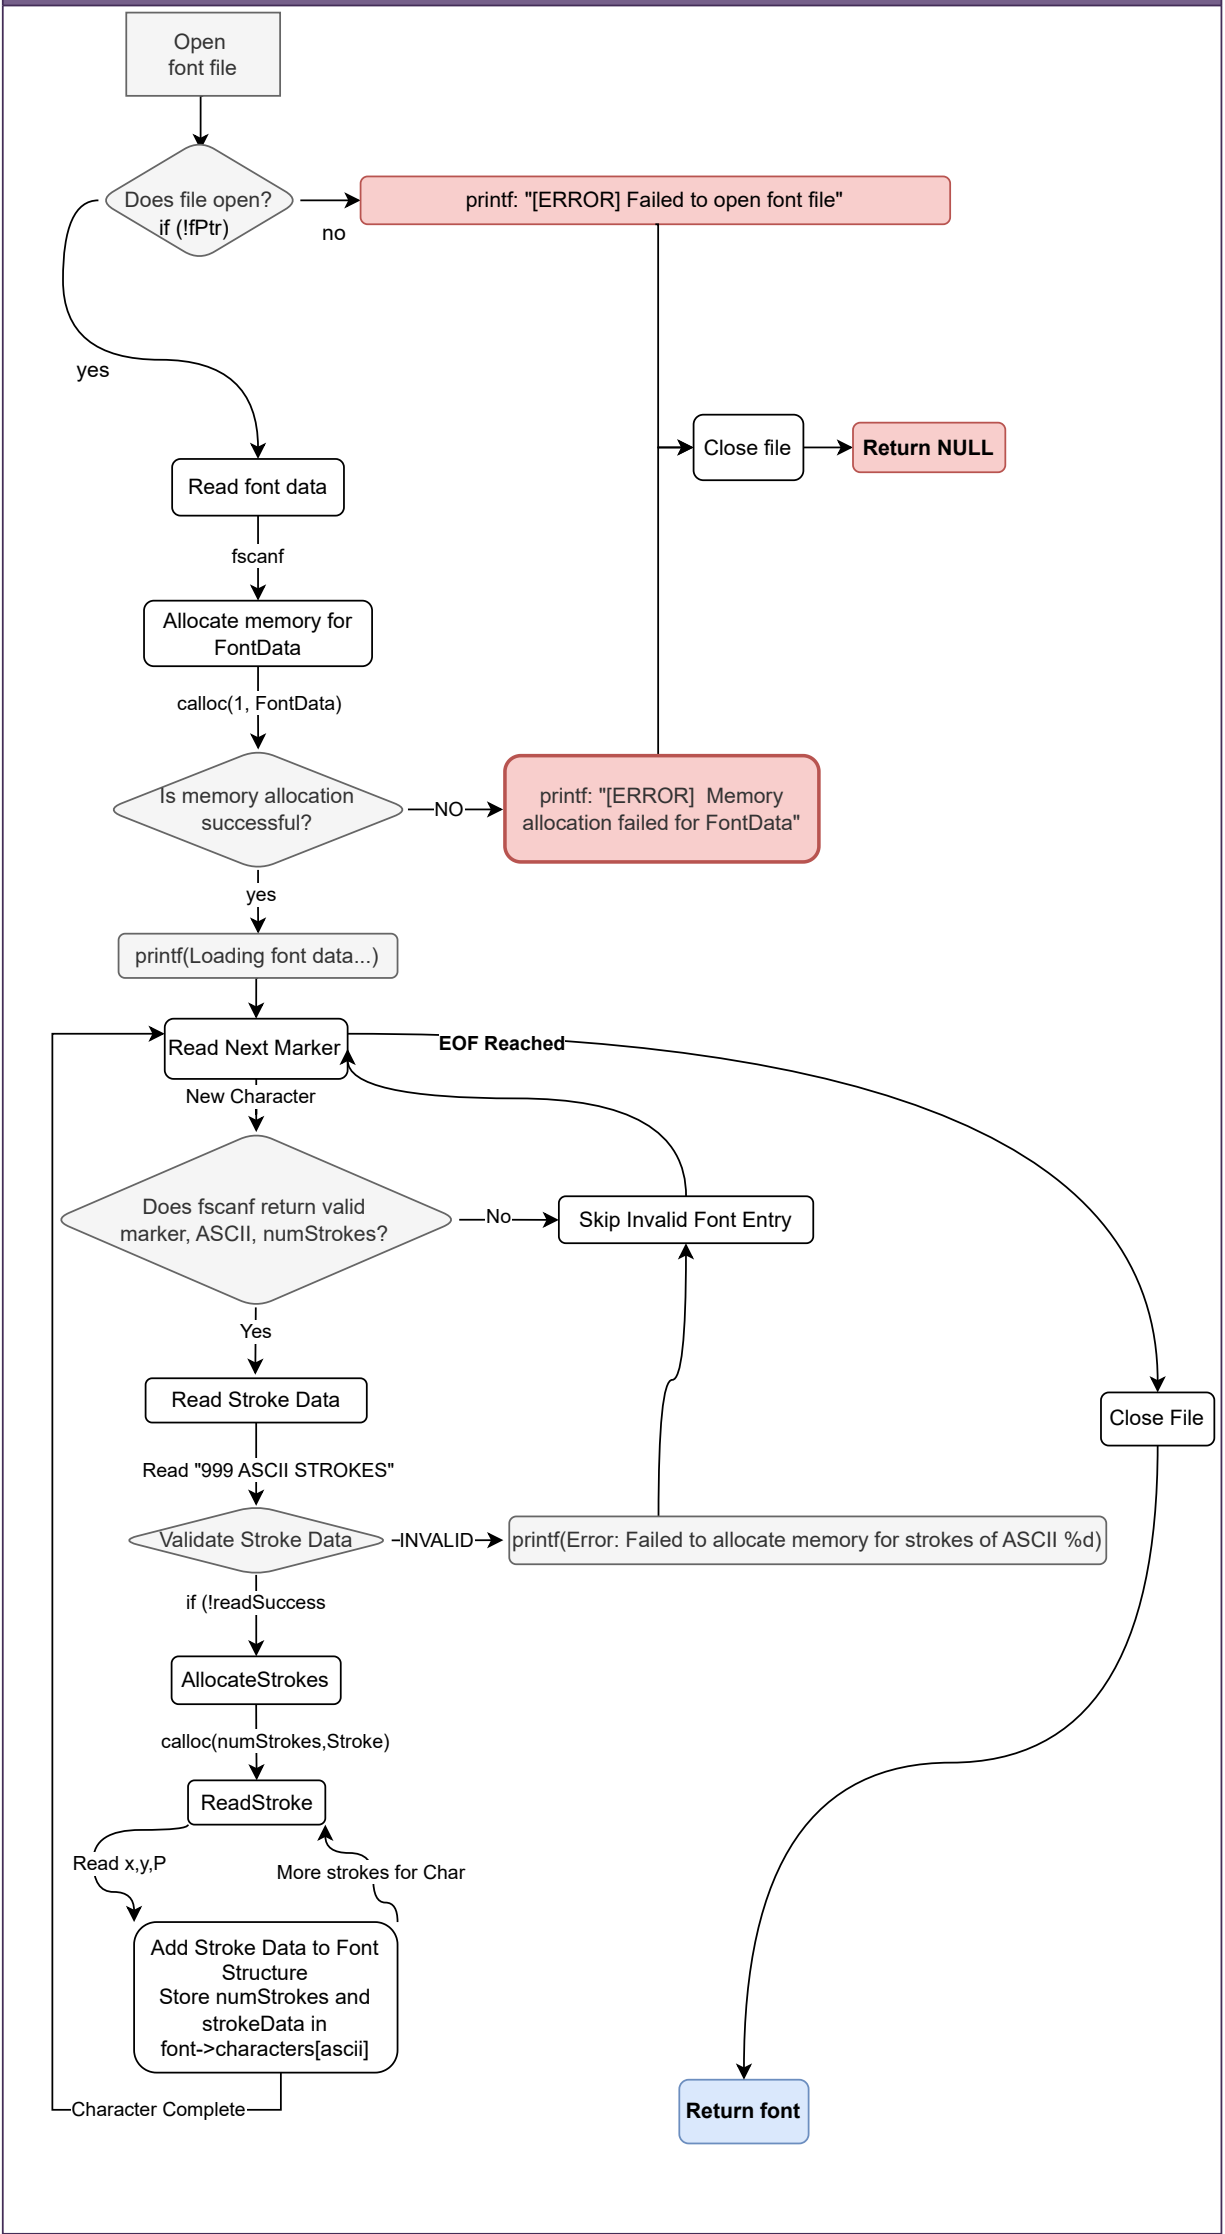 Open
font file
Does file open?
if (!fPtr)
no
printf: "[ERROR] Failed to open font file"
yes
Close file
Return NULL
Read font data
fscanf
Allocate memory for
FontData
calloc(1, FontData)
Is memory allocation
successful?
NO
printf: "[ERROR]  Memory
allocation failed for FontData"
yes
printf(Loading font data...)
Read Next Marker
EOF Reached
New Character
Does fscanf return valid
marker, ASCII, numStrokes?
No
Skip Invalid Font Entry
Yes
Read Stroke Data
Close File
Read "999 ASCII STROKES"
Validate Stroke Data
INVALID
printf(Error: Failed to allocate memory for strokes of ASCII %d)
if (!readSuccess
AllocateStrokes
calloc(numStrokes,Stroke)
ReadStroke
Read x,y,P
More strokes for Char
Add Stroke Data to Font
Structure
Store numStrokes and
strokeData in
font->characters[ascii]
Character Complete
Return font